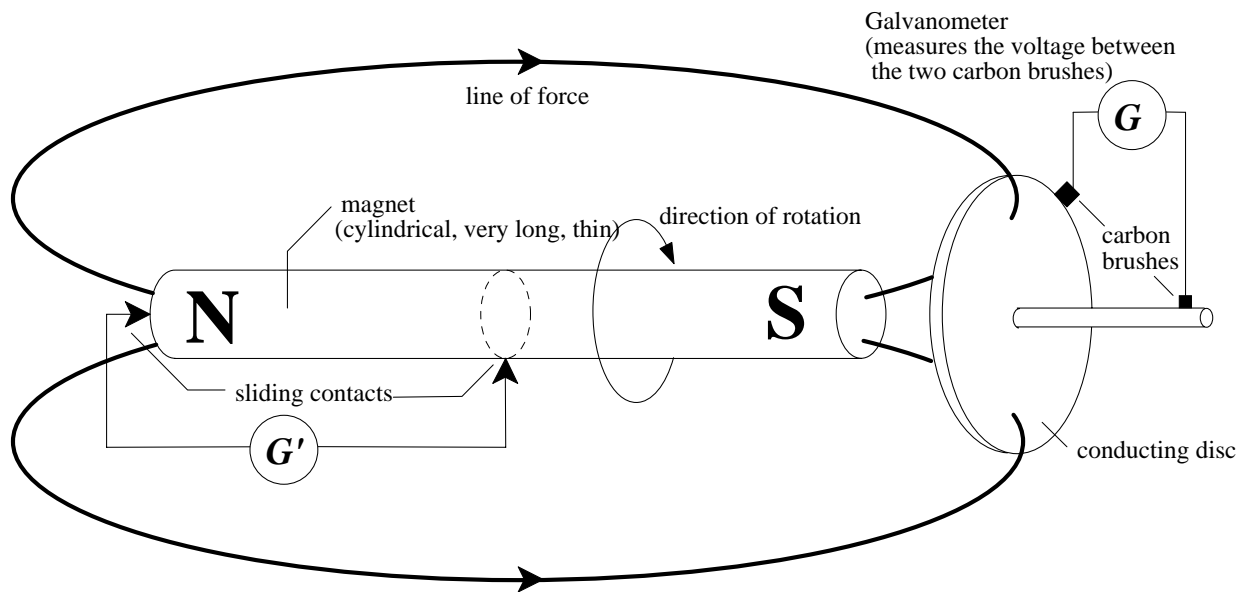 Galvanometer
(measures the voltage between
the two carbon brushes)
G
line of force
magnet
(cylindrical, very long, thin)
direction of rotation
carbon
brushes
N
S
sliding contacts
G'
conducting disc